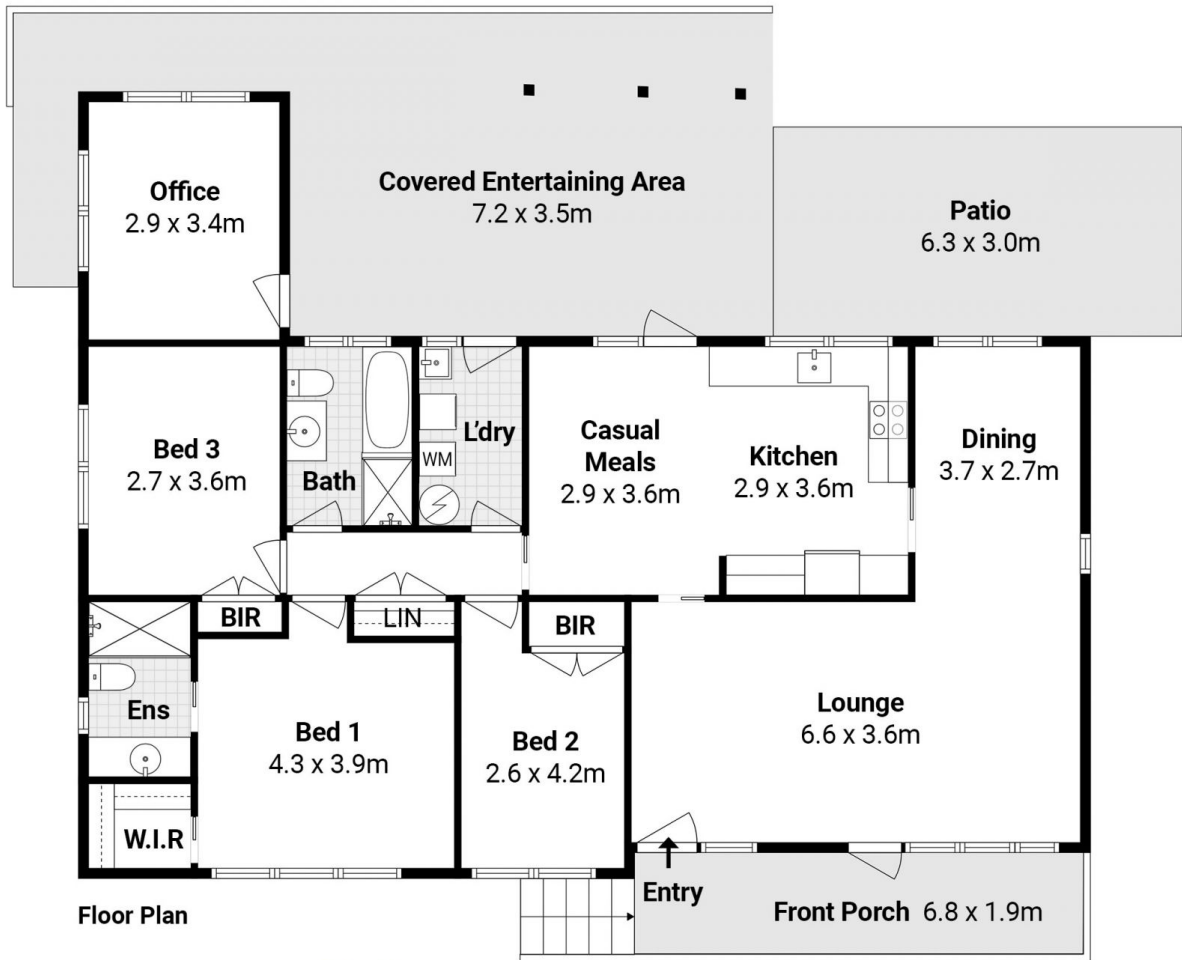 Office
2.9 x 3.4m
Covered Entertaining Area
7.2 x 3.5m
Patio
6.3 x 3.0m
Bed 3
2.7 x 3.6m
Bath
L'dry
WM
Casual
Meals
2.9 x 3.6m
Kitchen
2.9 x 3.6m
Dining
3.7 x 2.7m
BIR
LIN
BIR
Ens
Bed 1
4.3 x 3.9m
Bed 2
2.6 x 4.2m
Lounge
6.6 x 3.6m
W.I.R
Entry
Front Porch 6.8 x 1.9m
Floor Plan